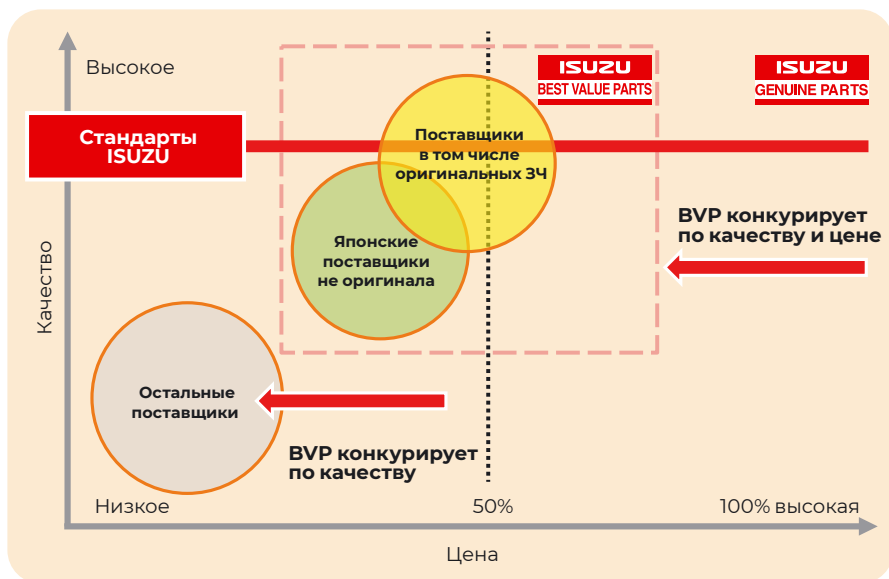 Высокое
ISUZU
BEST VALUE PARTS
ISUZU
GENUINE PARTS
Стандарты
ISUZU
Поставщики
в том числе
оригинальных ЗЧ
BVP конкурирует
по качеству и цене
Японские
поставщики
не оригинала
Качество
Остальные
поставщики
BVP конкурирует
по качеству
Низкое
50%
100% высокая
Цена